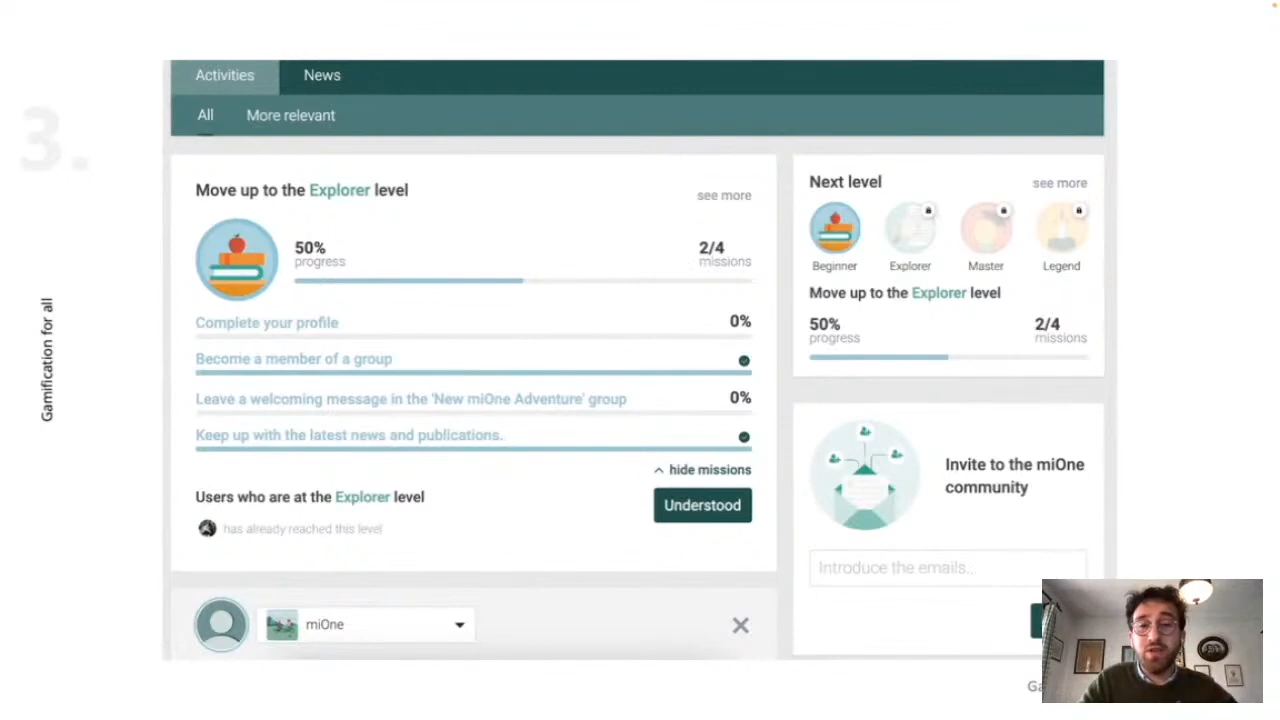 3.
Gamification for all
Activities
News
All
More relevant
Move up to the Explorer level
see more
50%
progress
2/4
missions
Complete your profile
0%
Become a member of a group
Leave a welcoming message in the 'New miOne Adventure' group
0%
Keep up with the latest news and publications.
hide missions
Users who are at the Explorer level
Understood
has already reached this level
miOne
Next level
see more
Beginner
Explorer
Master
Legend
Move up to the Explorer level
50%
progress
2/4
missions
Invite to the miOne
community
Introduce the emails...